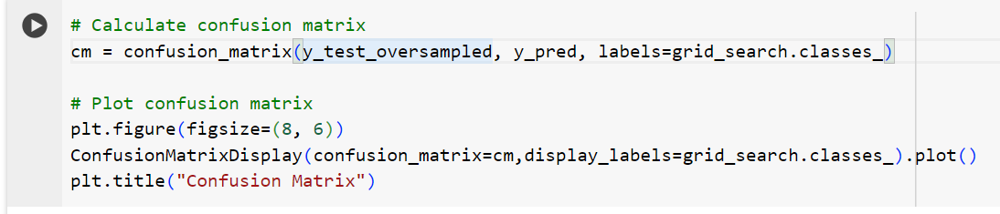 # Calculate confusion matrix
cm = confusion_matrix(y_test_oversampled, y_pred, labels=grid_search.classes_)
# Plot confusion matrix
plt.figure(figsize=(8, 6))
ConfusionMatrixDisplay(confusion_matrix=cm,display_labels=grid_search.classes_).plot()
plt.title("Confusion Matrix")